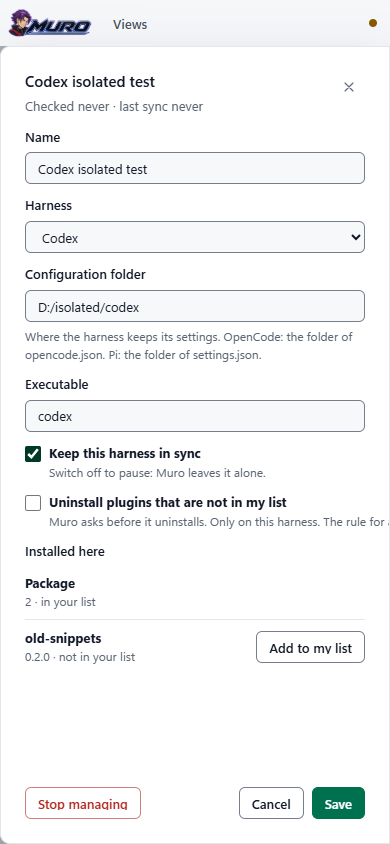 MURO
Views
Codex isolated test
Checked never · last sync never
Name
Codex isolated test
Harness
Codex
Configuration folder
D:/isolated/codex
Where the harness keeps its settings. OpenCode: the folder of
opencode.json. Pi: the folder of settings.json.
Executable
codex
Keep this harness in sync
Switch off to pause: Muro leaves it alone.
Uninstall plugins that are not in my list
Muro asks before it uninstalls. Only on this harness. The rule for
Installed here
Package
2 · in your list
old-snippets
0.2.0 · not in your list
Add to my list
Stop managing
Cancel
Save